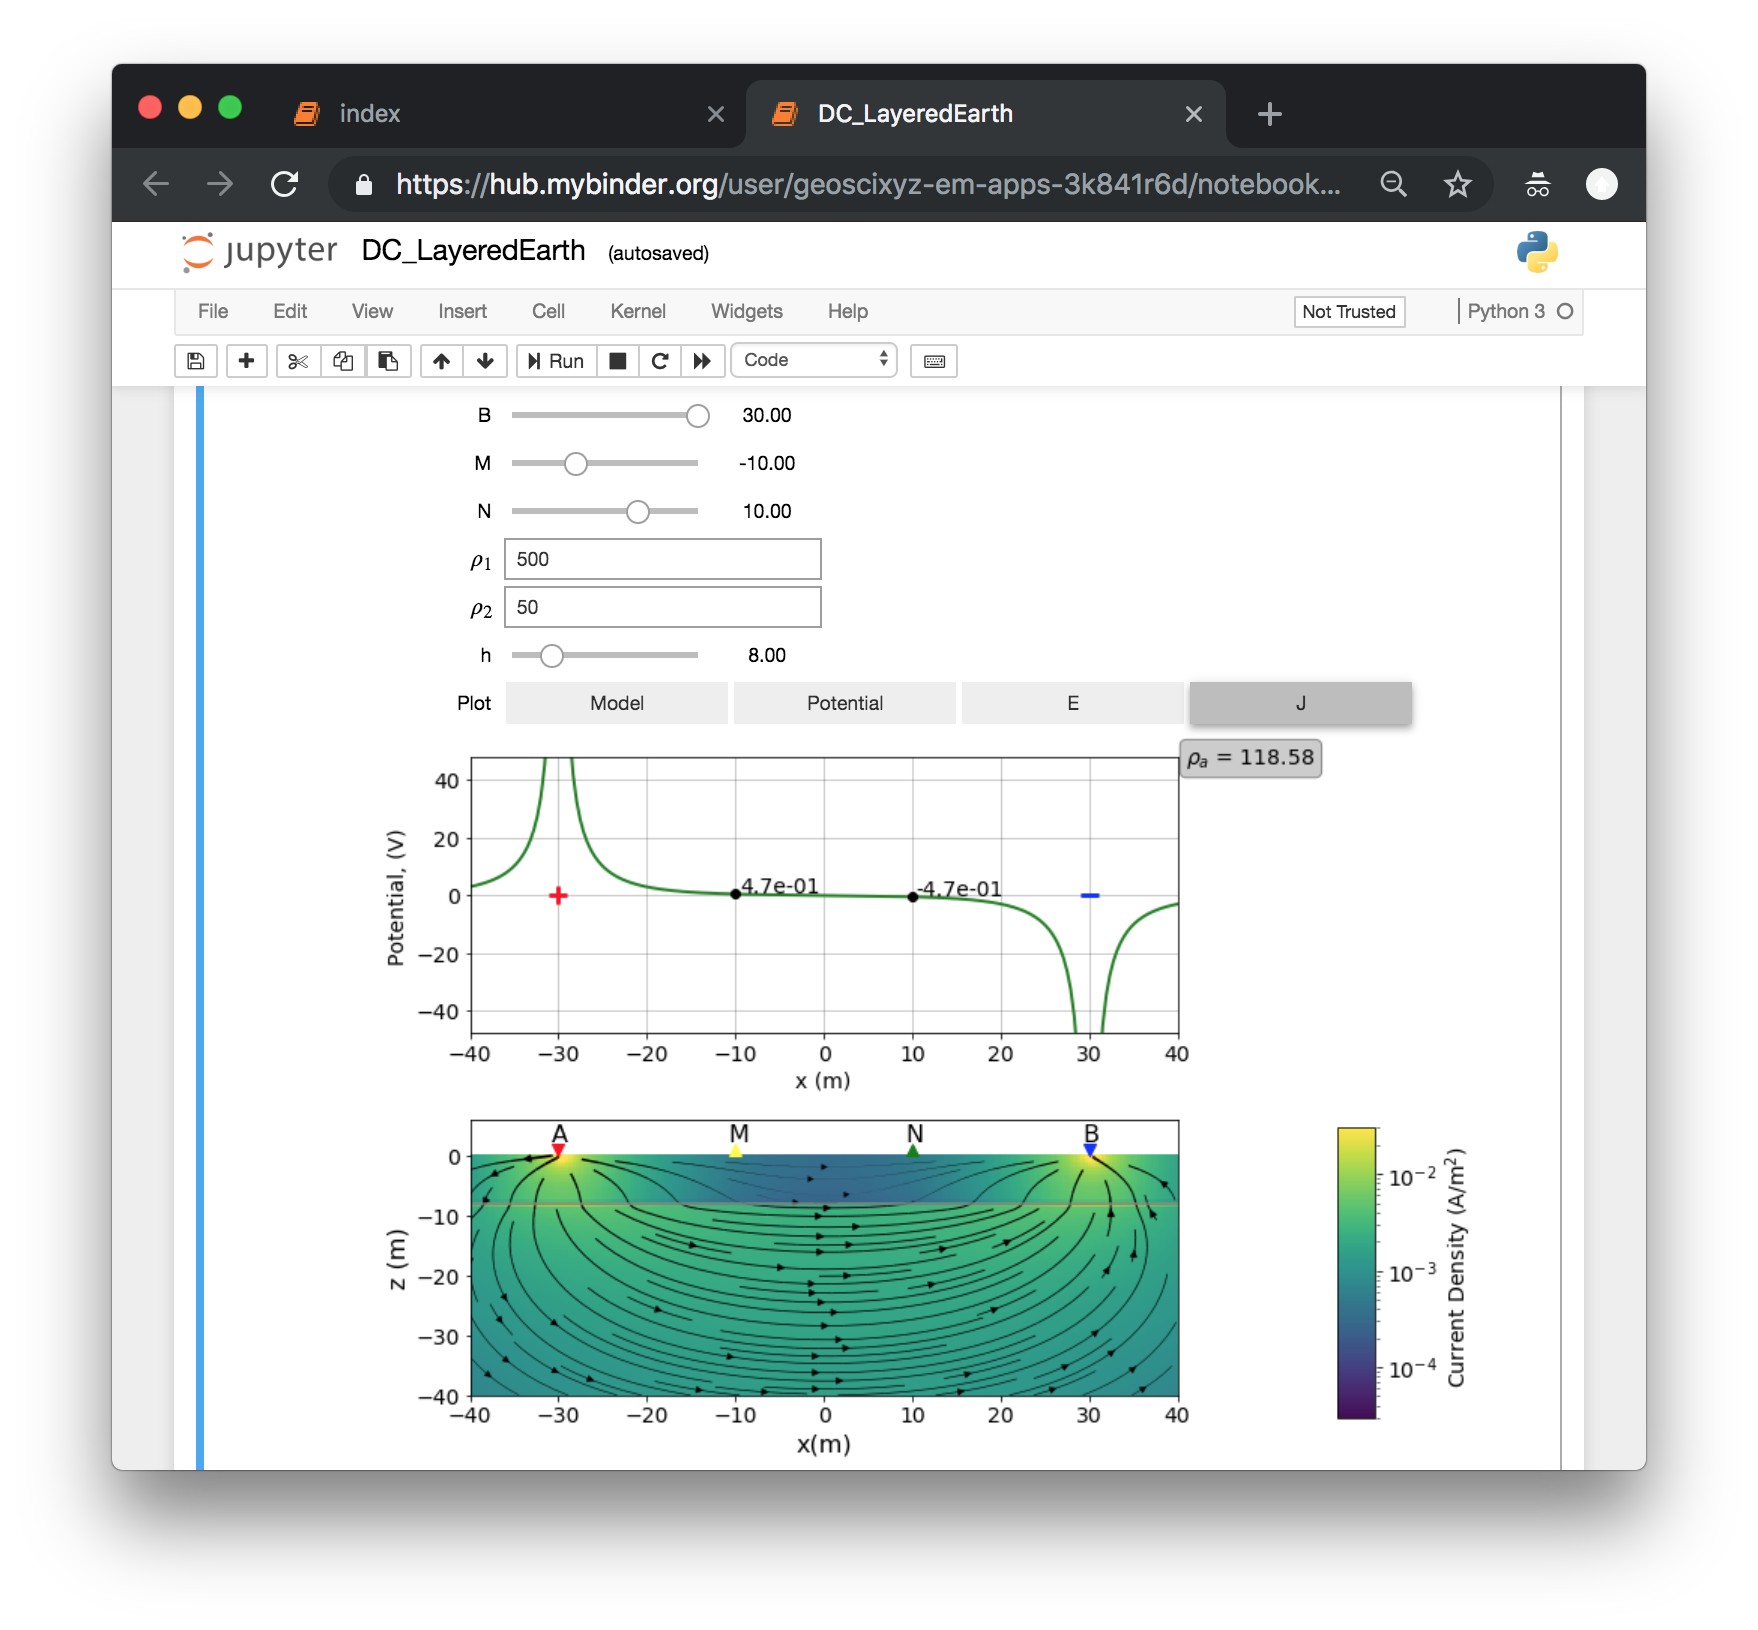 index
DC_LayeredEarth
https://hub.mybinder.org/user/geoscixyz-em-apps-3k841r6d/notebook...
jupyter DC_LayeredEarth (autosaved)
File Edit View Insert Cell Kernel Widgets Help Not Trusted Python 3
Run Code
B 30.00
M -10.00
N 10.00
ρ1 500
ρ2 50
h 8.00
Plot Model Potential E J
ρa = 118.58
40
20
0
−20
−40
Potential, (V)
4.7e-01
-4.7e-01
−40 −30 −20 −10 0 10 20 30 40
x (m)
A M N B
0
−10
−20
−30
−40
z (m)
−40 −30 −20 −10 0 10 20 30 40
x(m)
10−2
10−3
10−4
Current Density (A/m2)